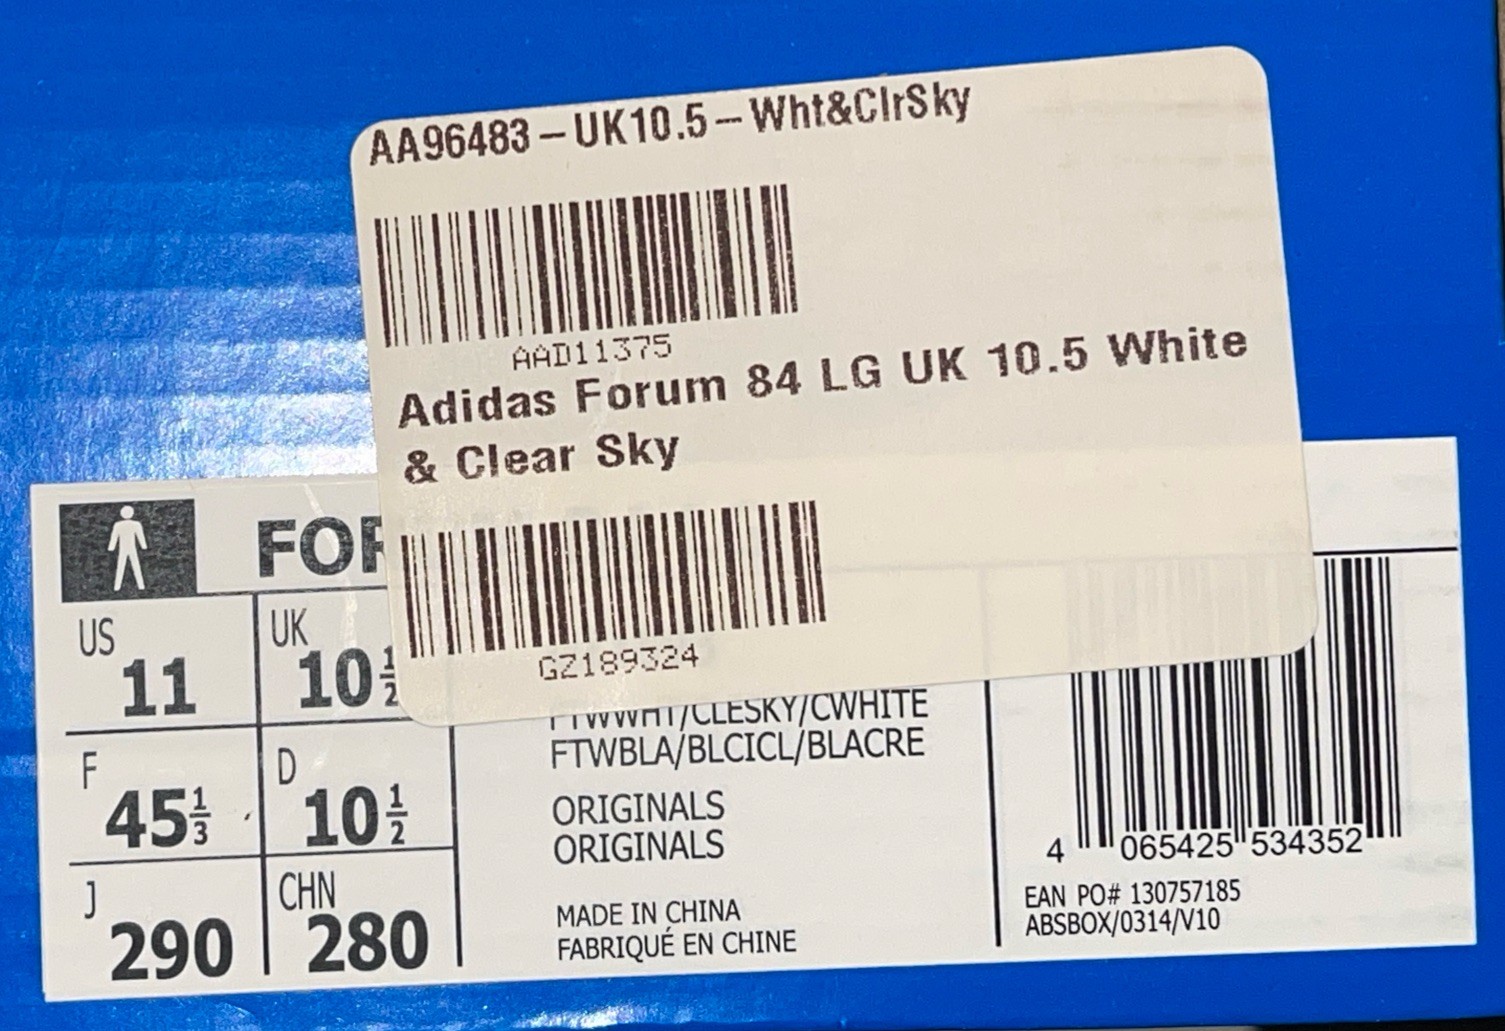 AA96483-UK10.5-Wht&ClrSky
AAD11375
Adidas Forum 84 LG UK 10.5 White
& Clear Sky
GZ189324
US
11
UK
10½
F
45⅓
D
10½
J
290
CHN
280
FTWWHT/CLESKY/CWHITE
FTWBLA/BLCICL/BLACRE
ORIGINALS
ORIGINALS
MADE IN CHINA
FABRIQUÉ EN CHINE
4 065425 534352
EAN PO# 130757185
ABSBOX/0314/V10